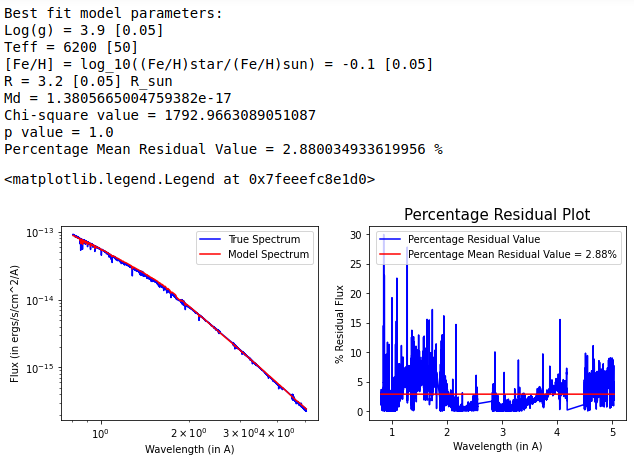 Best fit model parameters:
Log(g) = 3.9 [0.05]
Teff = 6200 [50]
[Fe/H] = log_10((Fe/H)star/(Fe/H)sun) = -0.1 [0.05]
R = 3.2 [0.05] R_sun
Md = 1.3805665004759382e-17
Chi-square value = 1792.9663089051087
p value = 1.0
Percentage Mean Residual Value = 2.880034933619956 %
<matplotlib.legend.Legend at 0x7feeefc8e1d0>
True Spectrum
Model Spectrum
Flux (in ergs/s/cm^2/A)
10⁻¹³
10⁻¹⁴
10⁻¹⁵
10⁰
2×10⁰
3×10⁰
4×10⁰
Wavelength (in A)
Percentage Residual Plot
Percentage Residual Value
Percentage Mean Residual Value = 2.88%
% Residual Flux
30
25
20
15
10
5
0
1
2
3
4
5
Wavelength (in A)